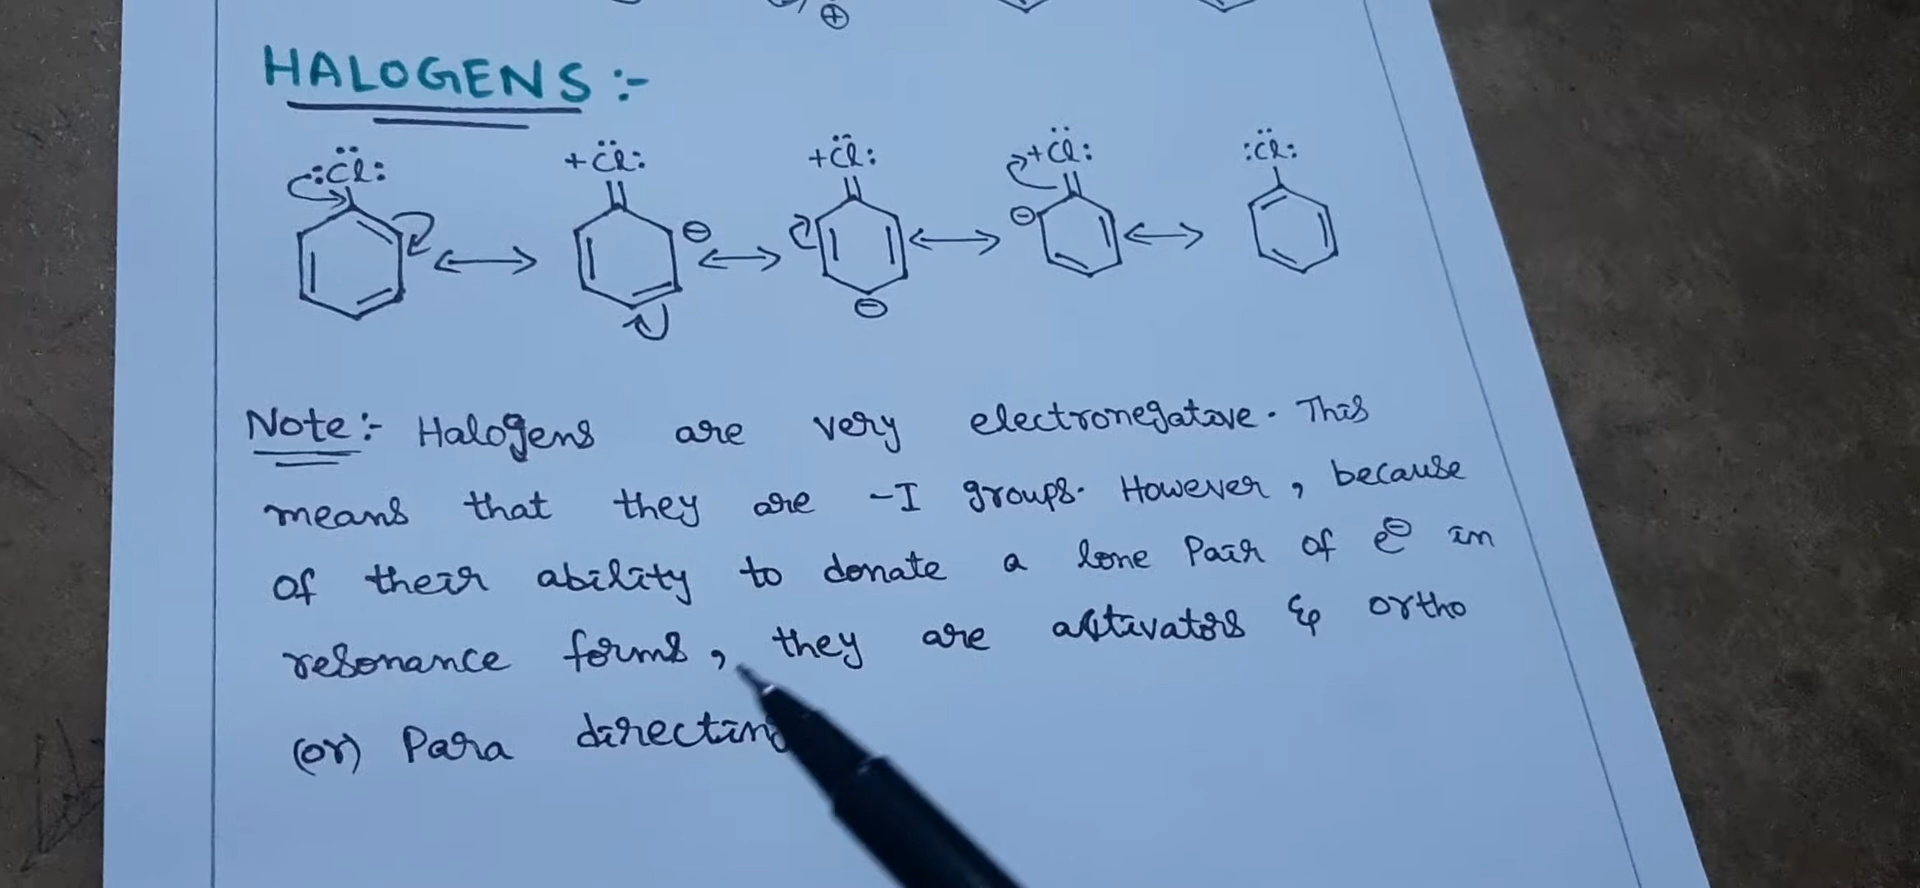 ⊕
HALOGENS :-
:C̈l: +C̈l: +C̈l: +C̈l: :C̈l:
⊖ ⊖ ⊖
Note:- Halogens are very electronegative. This
means that they are -I groups. However, because
of their ability to donate a lone Pair of e⊖ in
resonance forms, they are activators & ortho
(or) Para directing